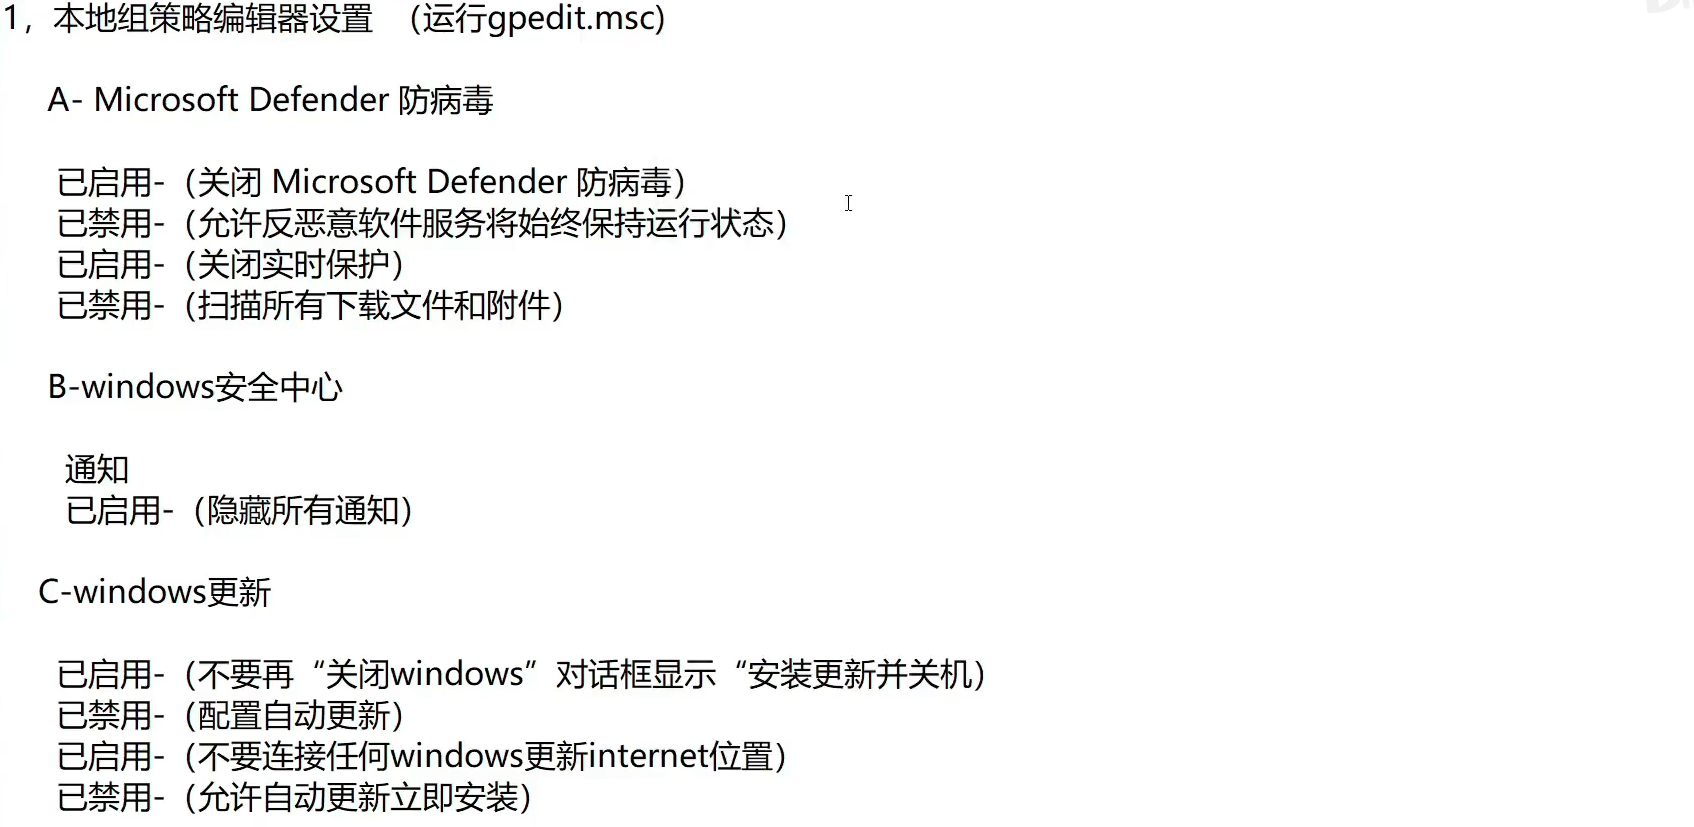 1，本地组策略编辑器设置 （运行gpedit.msc)
A- Microsoft Defender 防病毒
已启用-（关闭 Microsoft Defender 防病毒）
已禁用-（允许反恶意软件服务将始终保持运行状态）
已启用-（关闭实时保护）
已禁用-（扫描所有下载文件和附件）
B-windows安全中心
通知
已启用-（隐藏所有通知）
C-windows更新
已启用-（不要再“关闭windows”对话框显示“安装更新并关机）
已禁用-（配置自动更新）
已启用-（不要连接任何windows更新internet位置）
已禁用-（允许自动更新立即安装）